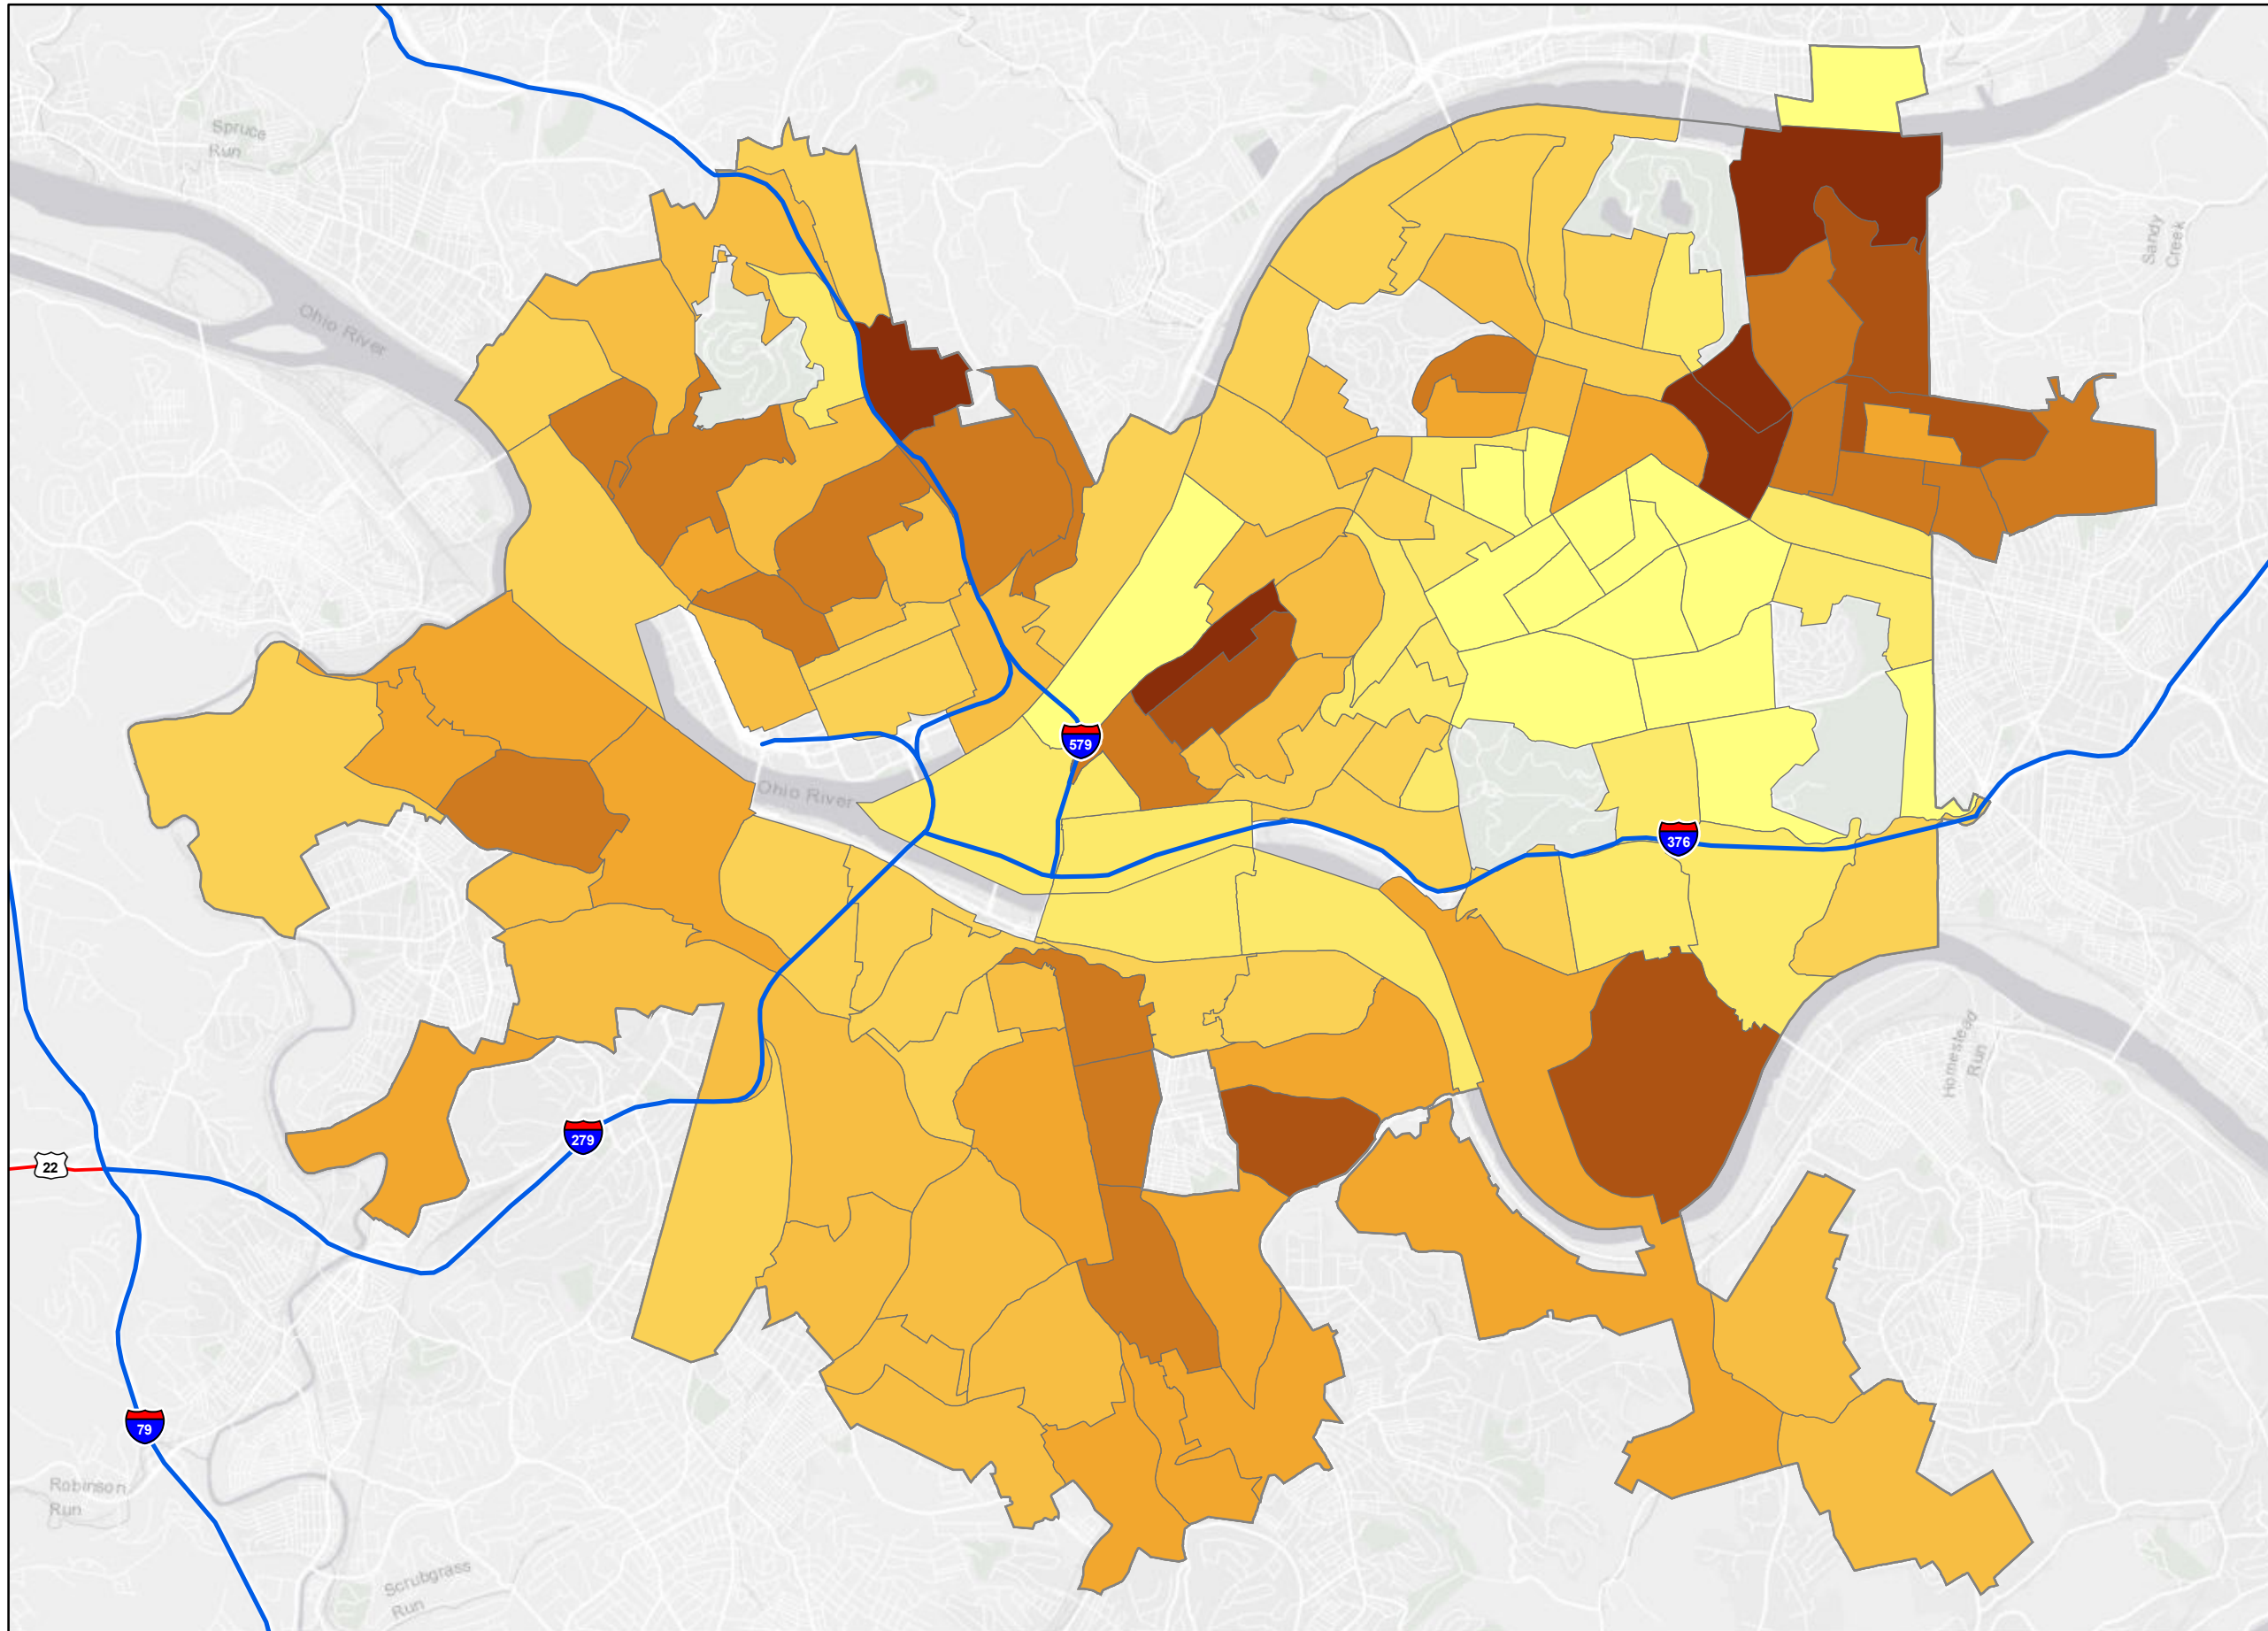 Spruce
Run
Ohio River
Sandy
Creek
579
Ohio River
376
Homestead
Run
279
22
79
Robinson
Run
Scrubgrass
Run